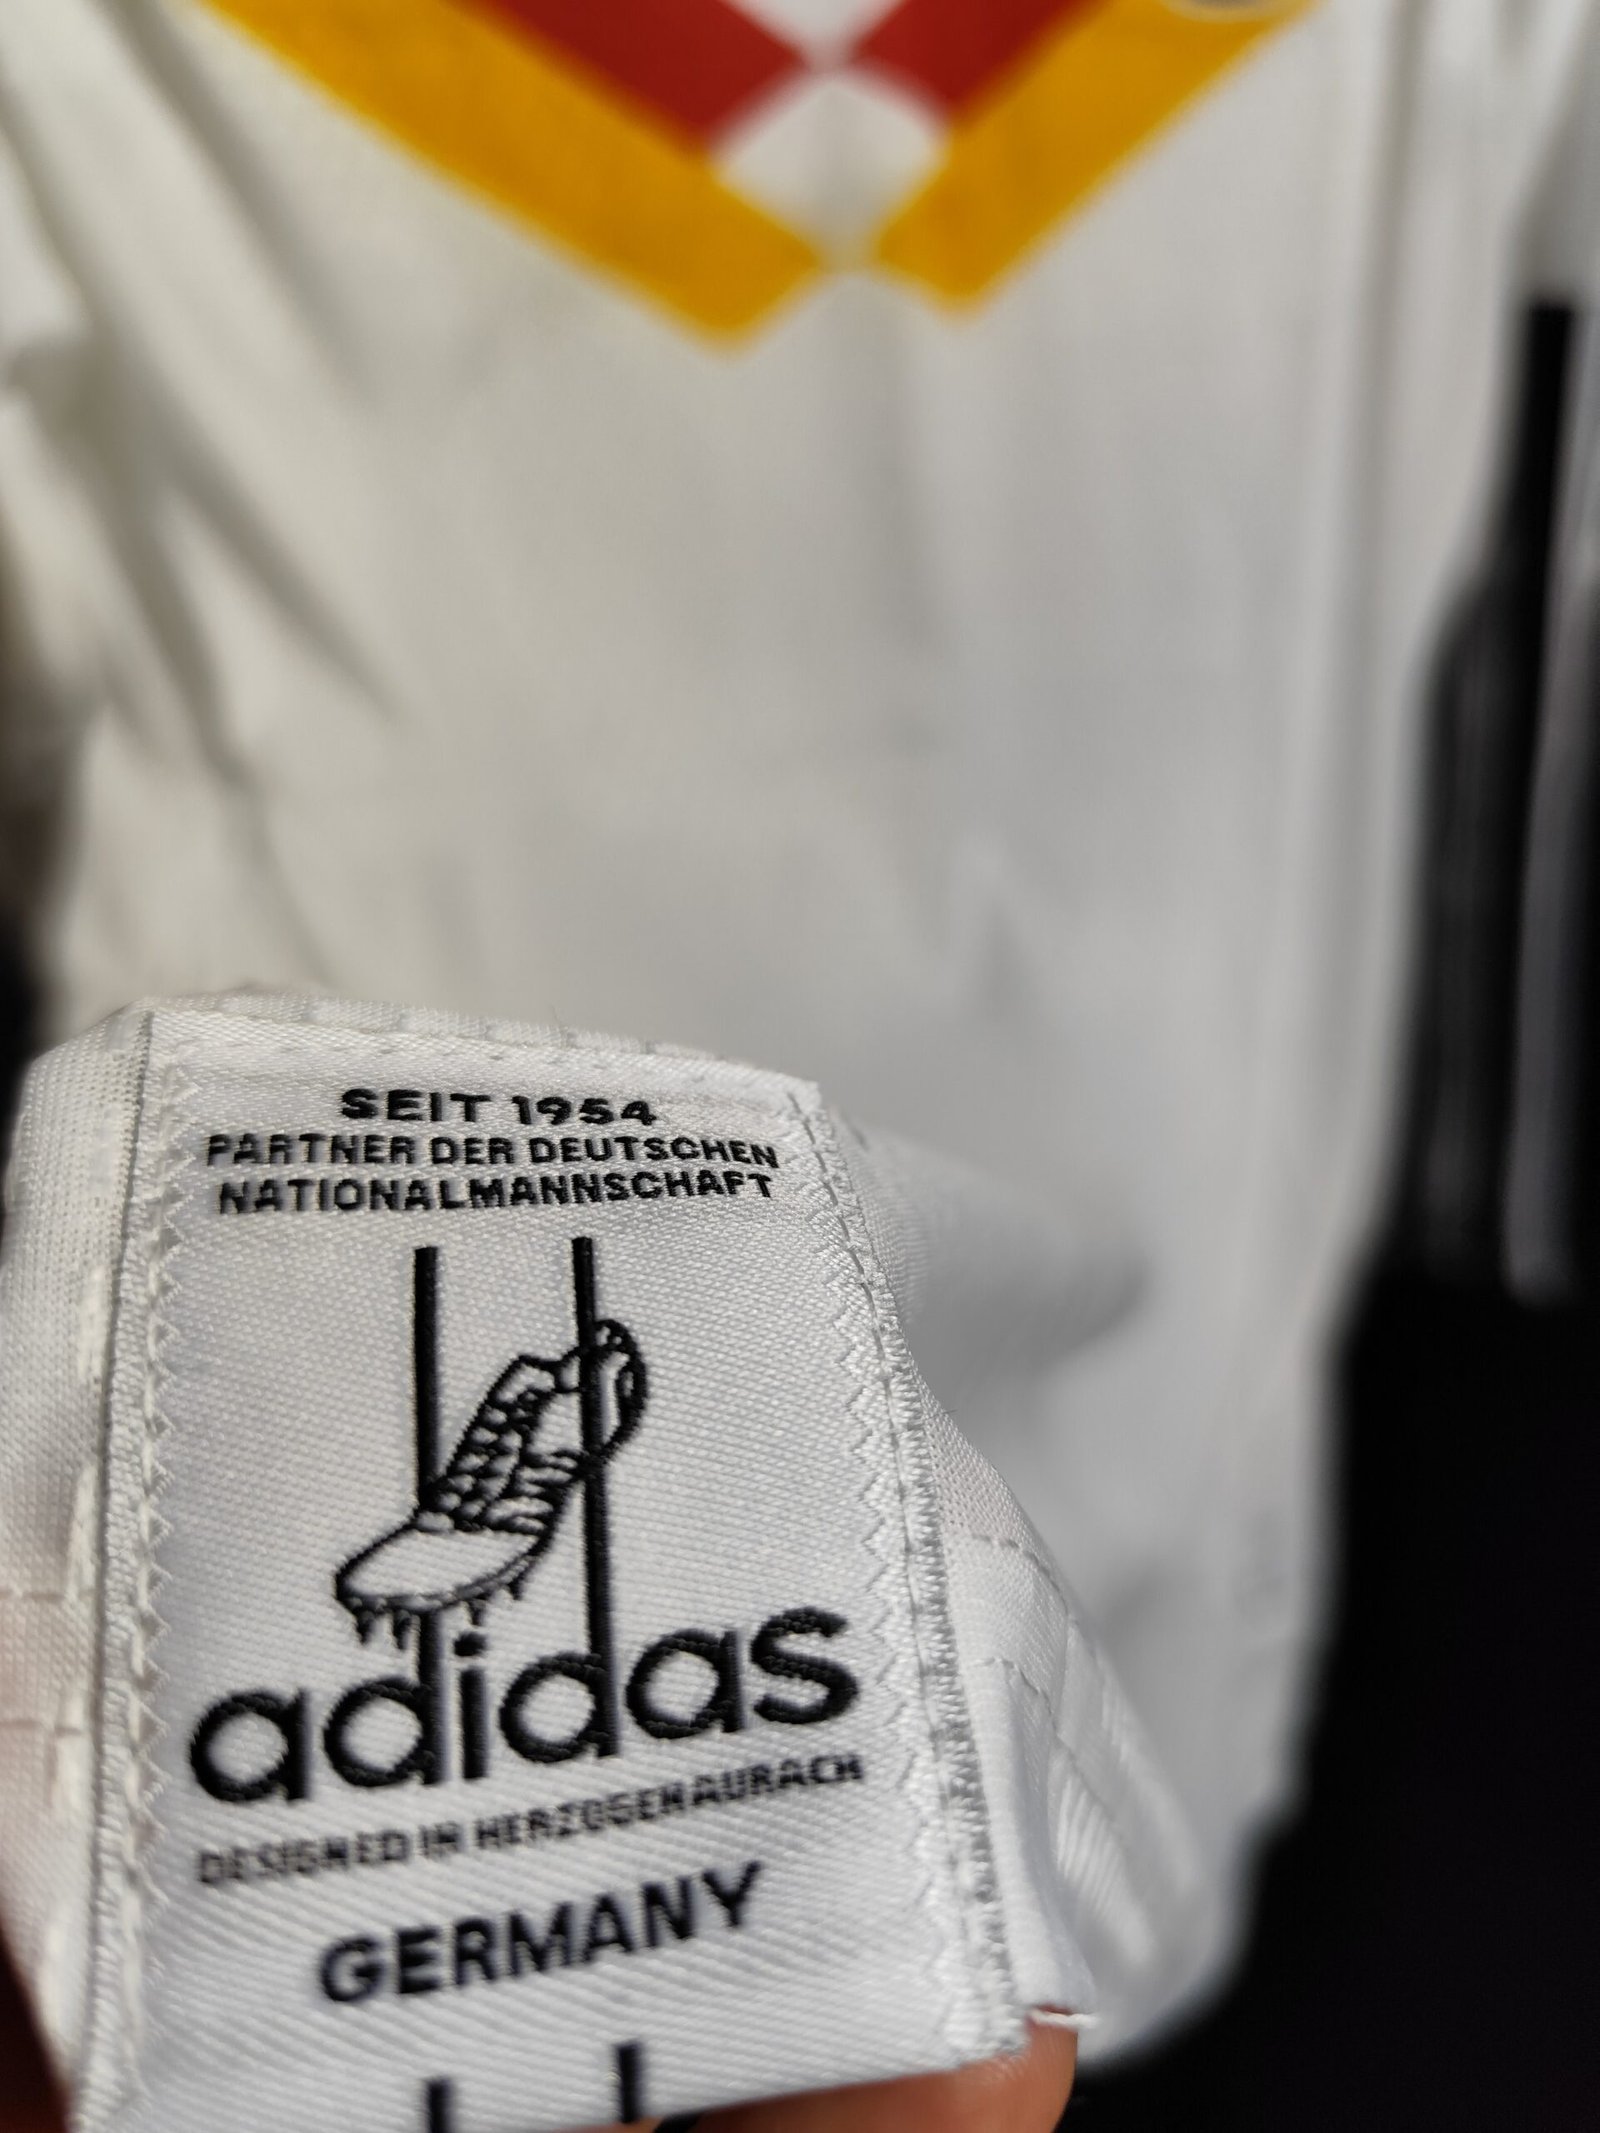 SEIT 1954
PARTNER DER DEUTSCHEN
NATIONALMANNSCHAFT
adidas
DESIGNED IN HERZOGENAURACH
GERMANY